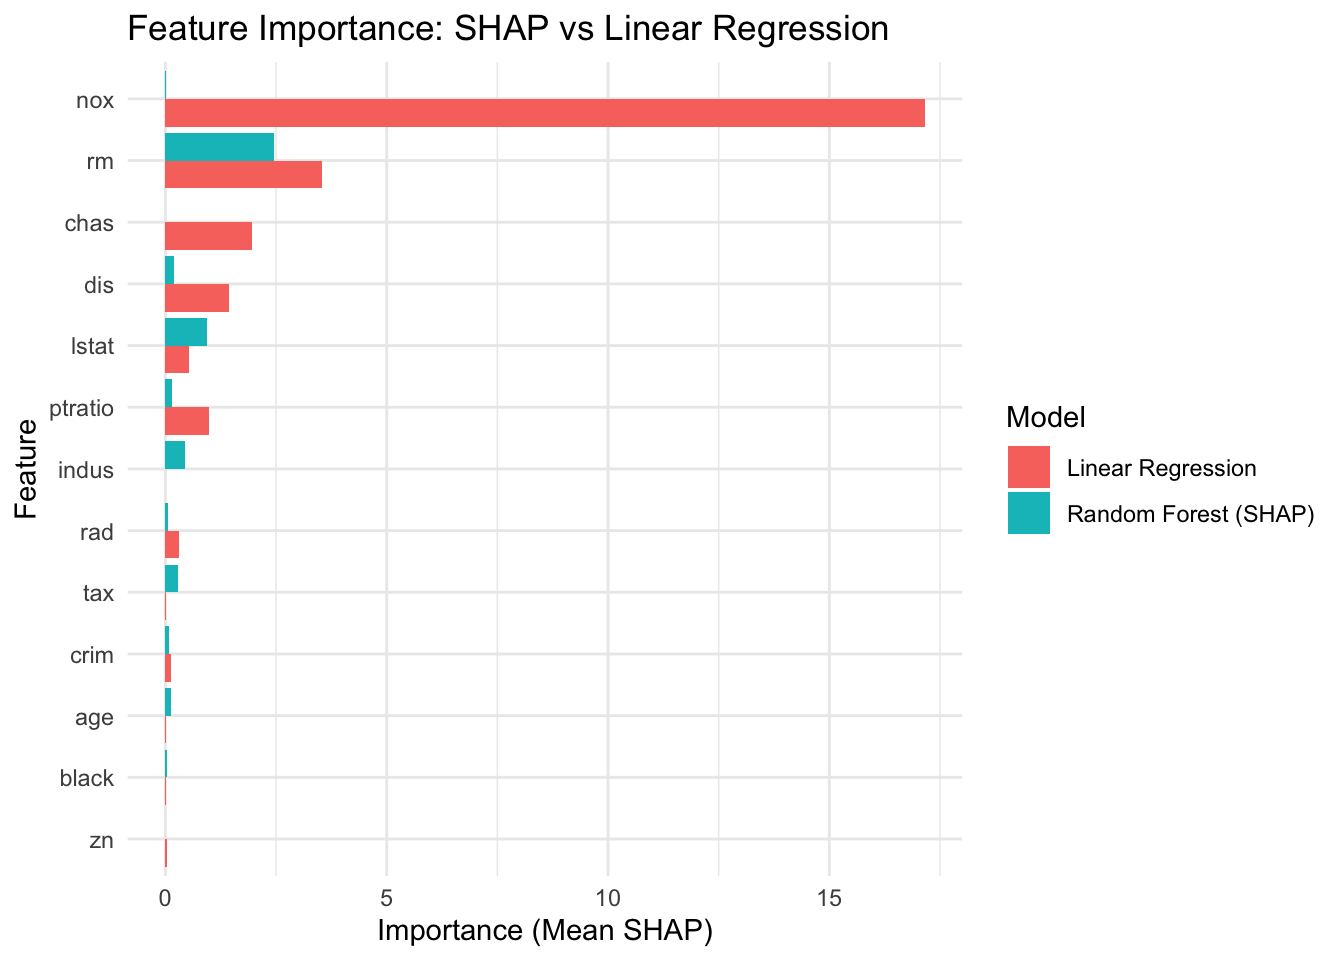 Feature Importance: SHAP vs Linear Regression
nox
rm
chas
dis
lstat
ptratio
indus
rad
tax
crim
age
black
zn
Feature
0 5 10 15
Importance (Mean SHAP)
Model
Linear Regression
Random Forest (SHAP)